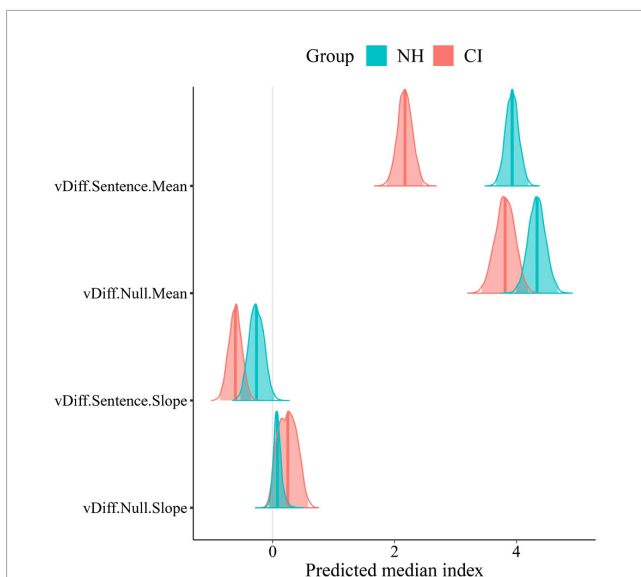 Group NH CI
vDiff.Sentence.Mean
vDiff.Null.Mean
vDiff.Sentence.Slope
vDiff.Null.Slope
0 2 4
Predicted median index